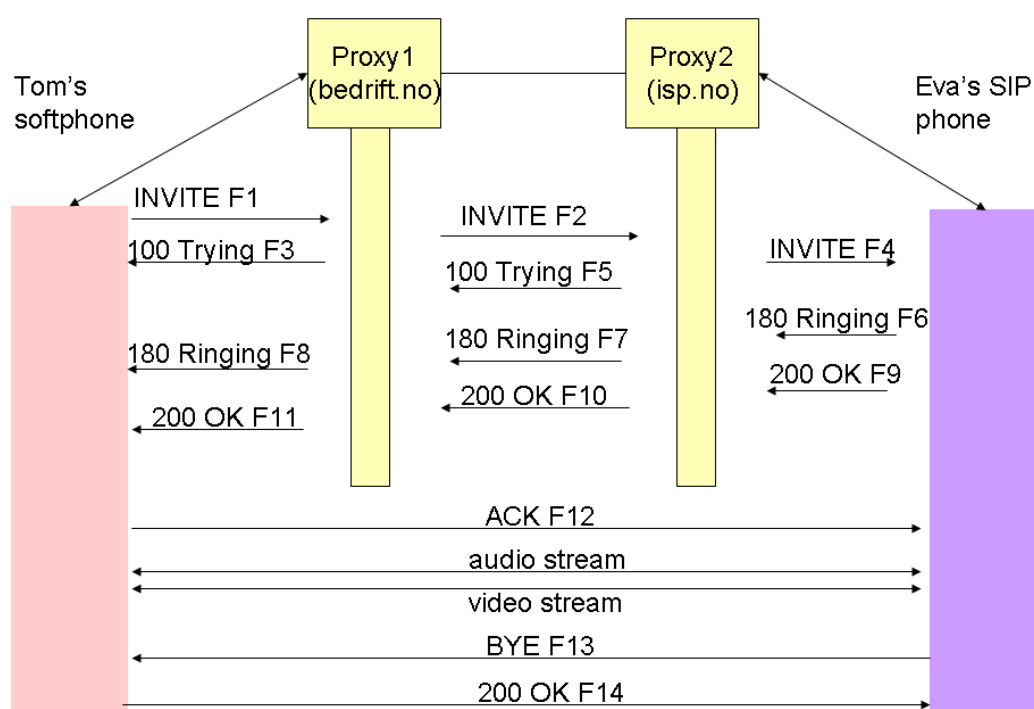 Proxy1
(bedrift.no)
Proxy2
(isp.no)
Tom's
softphone
Eva's SIP
phone
INVITE F1
INVITE F2
100 Trying F3
INVITE F4
100 Trying F5
180 Ringing F6
180 Ringing F7
180 Ringing F8
200 OK F9
200 OK F10
200 OK F11
ACK F12
audio stream
video stream
BYE F13
200 OK F14